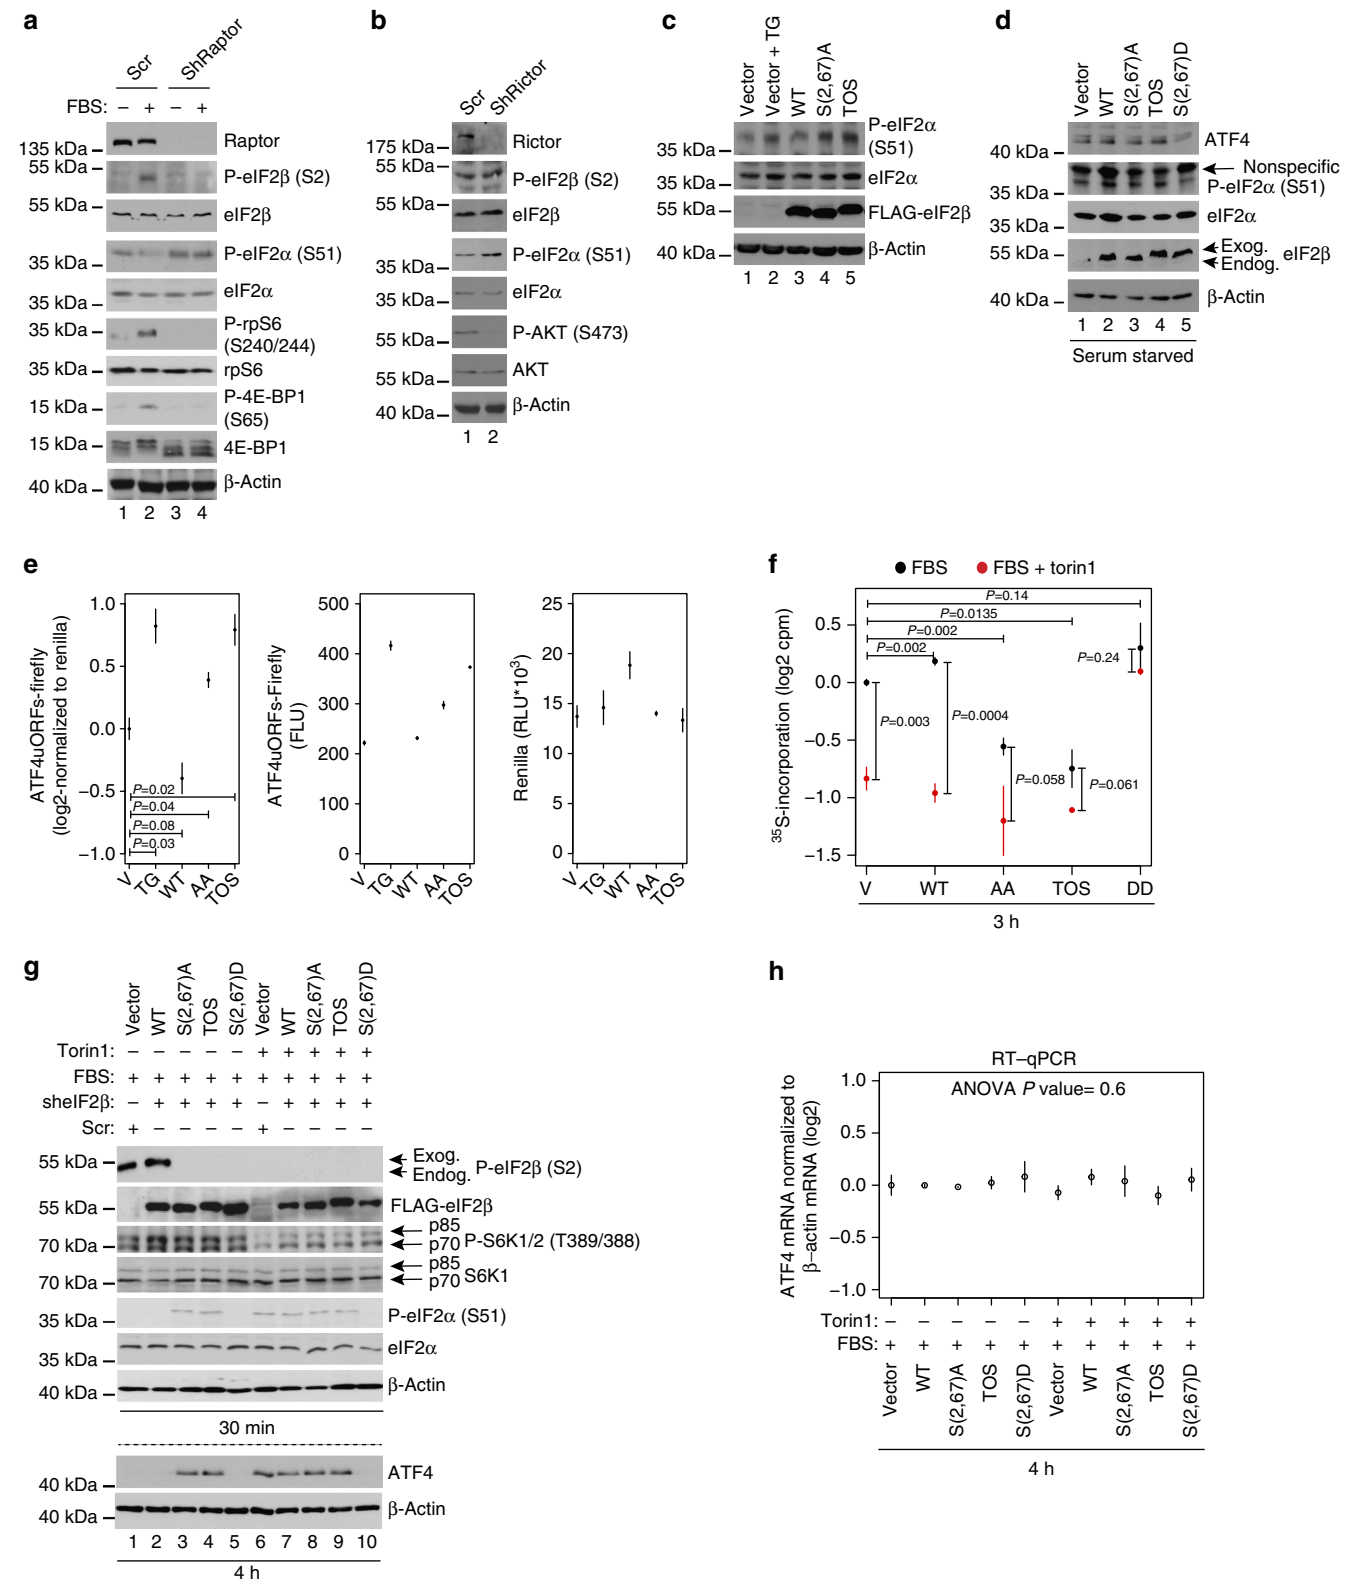 a
Scr
ShRaptor
FBS: – + – +
135 kDa
Raptor
55 kDa
P-eIF2β (S2)
55 kDa
eIF2β
35 kDa
P-eIF2α (S51)
35 kDa
eIF2α
35 kDa
P-rpS6
(S240/244)
35 kDa
rpS6
15 kDa
P-4E-BP1
(S65)
15 kDa
4E-BP1
40 kDa
β-Actin
1 2 3 4
b
Scr
ShRictor
175 kDa
Rictor
55 kDa
P-eIF2β (S2)
55 kDa
eIF2β
35 kDa
P-eIF2α (S51)
eIF2α
35 kDa
55 kDa
P-AKT (S473)
55 kDa
AKT
40 kDa
β-Actin
1 2
c
Vector
Vector + TG
WT
S(2,67)A
TOS
35 kDa
P-eIF2α
(S51)
35 kDa
eIF2α
55 kDa
FLAG-eIF2β
40 kDa
β-Actin
1 2 3 4 5
d
Vector
WT
S(2,67)A
TOS
S(2,67)D
40 kDa
ATF4
Nonspecific
35 kDa
P-eIF2α (S51)
35 kDa
eIF2α
55 kDa
Exog.
Endog.
eIF2β
40 kDa
β-Actin
1 2 3 4 5
Serum starved
e
ATF4uORFs-firefly
(log2-normalized to renilla)
1.0
0.5
0.0
−0.5
−1.0
P=0.02
P=0.04
P=0.08
P=0.03
V TG WT AA TOS
ATF4uORFs-Firefly
(FLU)
500
400
300
200
100
0
V TG WT AA TOS
Renilla (RLU*10³)
25
20
15
10
5
0
V TG WT AA TOS
f
FBS
FBS + torin1
³⁵S-incorporation (log2 cpm)
0.5
0.0
−0.5
−1.0
−1.5
P=0.14
P=0.0135
P=0.002
P=0.002
P=0.24
P=0.003
P=0.0004
P=0.058
P=0.061
V WT AA TOS DD
3 h
g
Vector
WT
S(2,67)A
TOS
S(2,67)D
Vector
WT
S(2,67)A
TOS
S(2,67)D
Torin1: – – – – – + + + + +
FBS: + + + + + + + + + +
sheIF2β: – + + + + – + + + +
Scr: + – – – – + – – – –
55 kDa
Exog.
Endog.
P-eIF2β (S2)
55 kDa
FLAG-eIF2β
70 kDa
p85
p70
P-S6K1/2 (T389/388)
70 kDa
p85
p70
S6K1
35 kDa
P-eIF2α (S51)
35 kDa
eIF2α
40 kDa
β-Actin
30 min
40 kDa
ATF4
40 kDa
β-Actin
1 2 3 4 5 6 7 8 9 10
4 h
h
RT–qPCR
ANOVA P value= 0.6
ATF4 mRNA normalized to
β−actin mRNA (log2)
1.0
0.5
0.0
−0.5
−1.0
Torin1: – – – – – + + + + +
FBS: + + + + + + + + + +
Vector
WT
S(2,67)A
TOS
S(2,67)D
Vector
WT
S(2,67)A
TOS
S(2,67)D
4 h